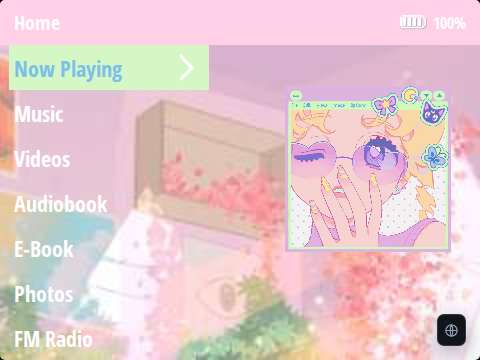 Home
100%
Now Playing
Music
Videos
Audiobook
E-Book
Photos
FM Radio